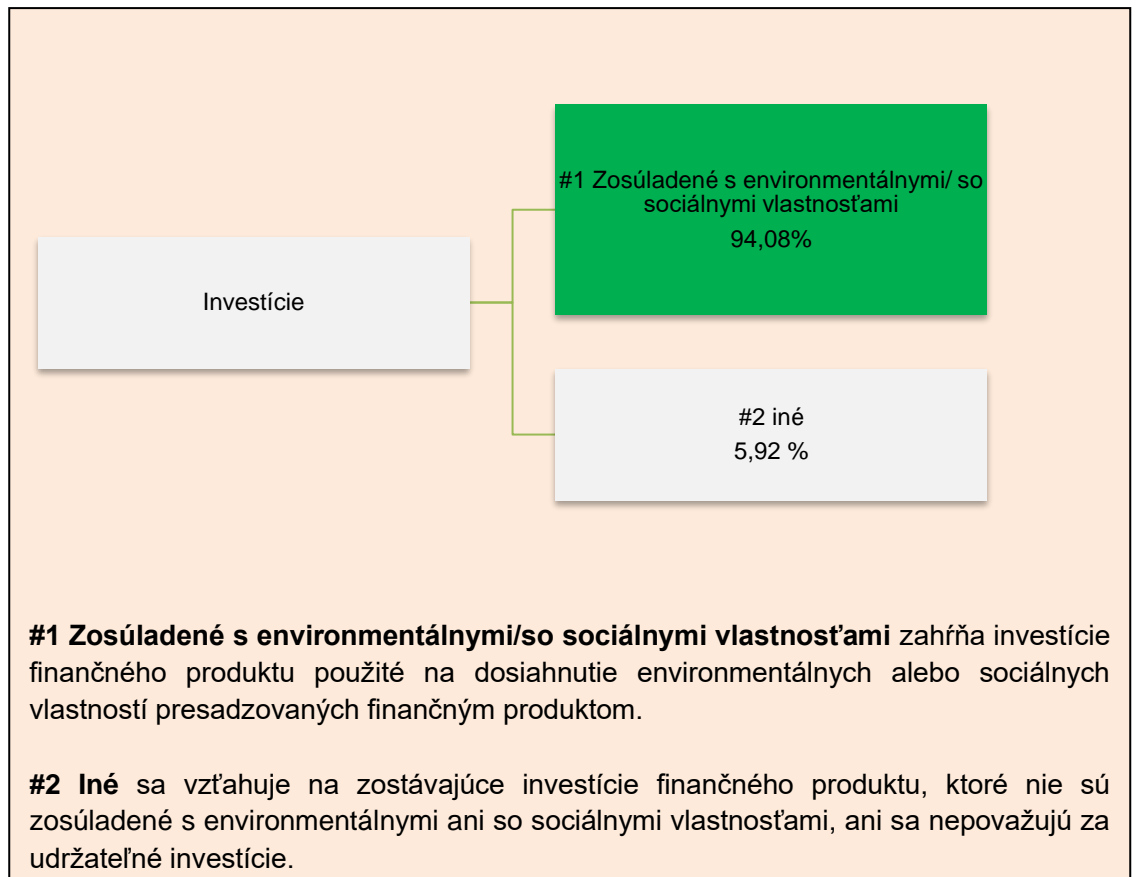 #1 Zosúladené s environmentálnymi/ so
sociálnymi vlastnosťami
94,08%
Investície
#2 iné
5,92 %
#1 Zosúladené s environmentálnymi/so sociálnymi vlastnosťami zahŕňa investície
finančného produktu použité na dosiahnutie environmentálnych alebo sociálnych
vlastností presadzovaných finančným produktom.
#2 Iné sa vzťahuje na zostávajúce investície finančného produktu, ktoré nie sú
zosúladené s environmentálnymi ani so sociálnymi vlastnosťami, ani sa nepovažujú za
udržateľné investície.